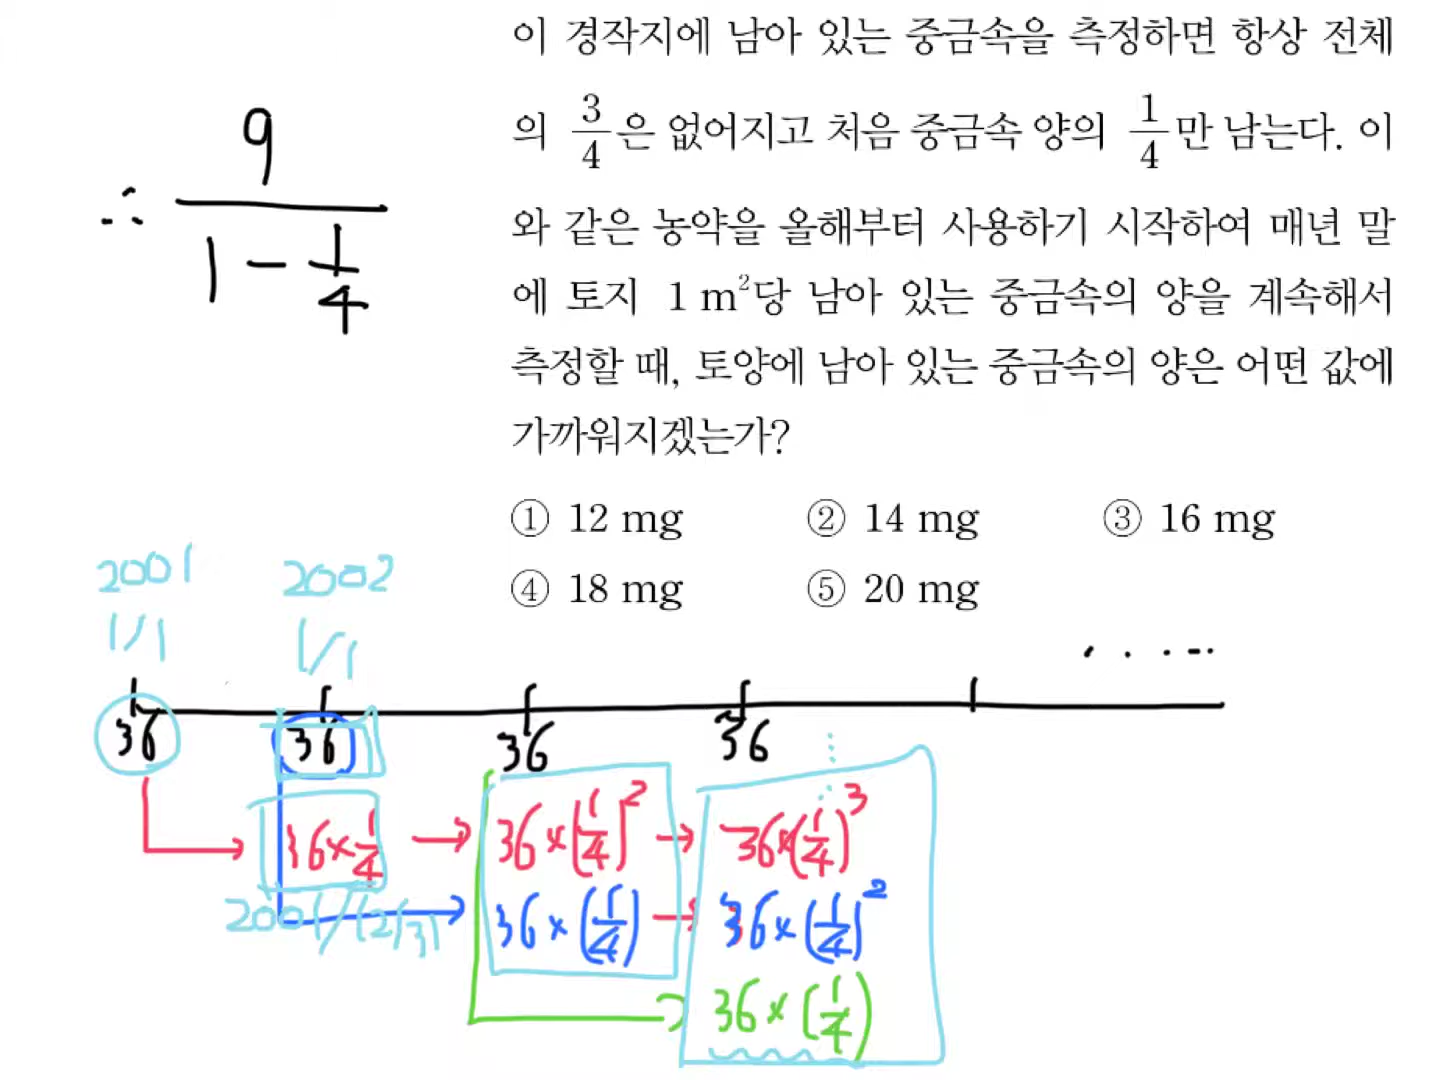 이 경작지에 남아 있는 중금속을 측정하면 항상 전체
의 3/4은 없어지고 처음 중금속 양의 1/4만 남는다. 이
와 같은 농약을 올해부터 사용하기 시작하여 매년 말
에 토지 1 m²당 남아 있는 중금속의 양을 계속해서
측정할 때, 토양에 남아 있는 중금속의 양은 어떤 값에
가까워지겠는가?
① 12 mg ② 14 mg ③ 16 mg
④ 18 mg ⑤ 20 mg
∴ 9/(1 - 1/4)
2001 2002
1/1 1/1
.....
36 36 36 36
36×1/4 → 36×(1/4)² → 36×(1/4)³
36×(1/4) → 36×(1/4)²
2001/12/31
36×(1/4)